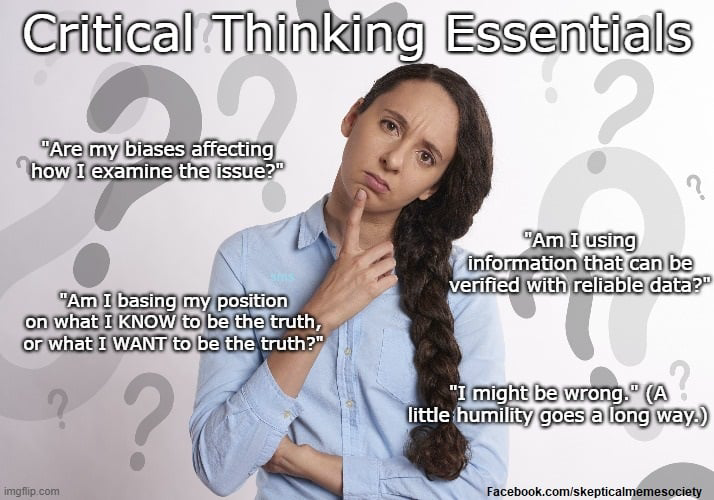 Critical Thinking Essentials
"Are my biases affecting
how I examine the issue?"
"Am I using
information that can be
verified with reliable data?"
sms
"Am I basing my position
on what I KNOW to be the truth,
or what I WANT to be the truth?"
"I might be wrong." (A
little humility goes a long way.)
imgflip.com
Facebook.com/skepticalmemesociety